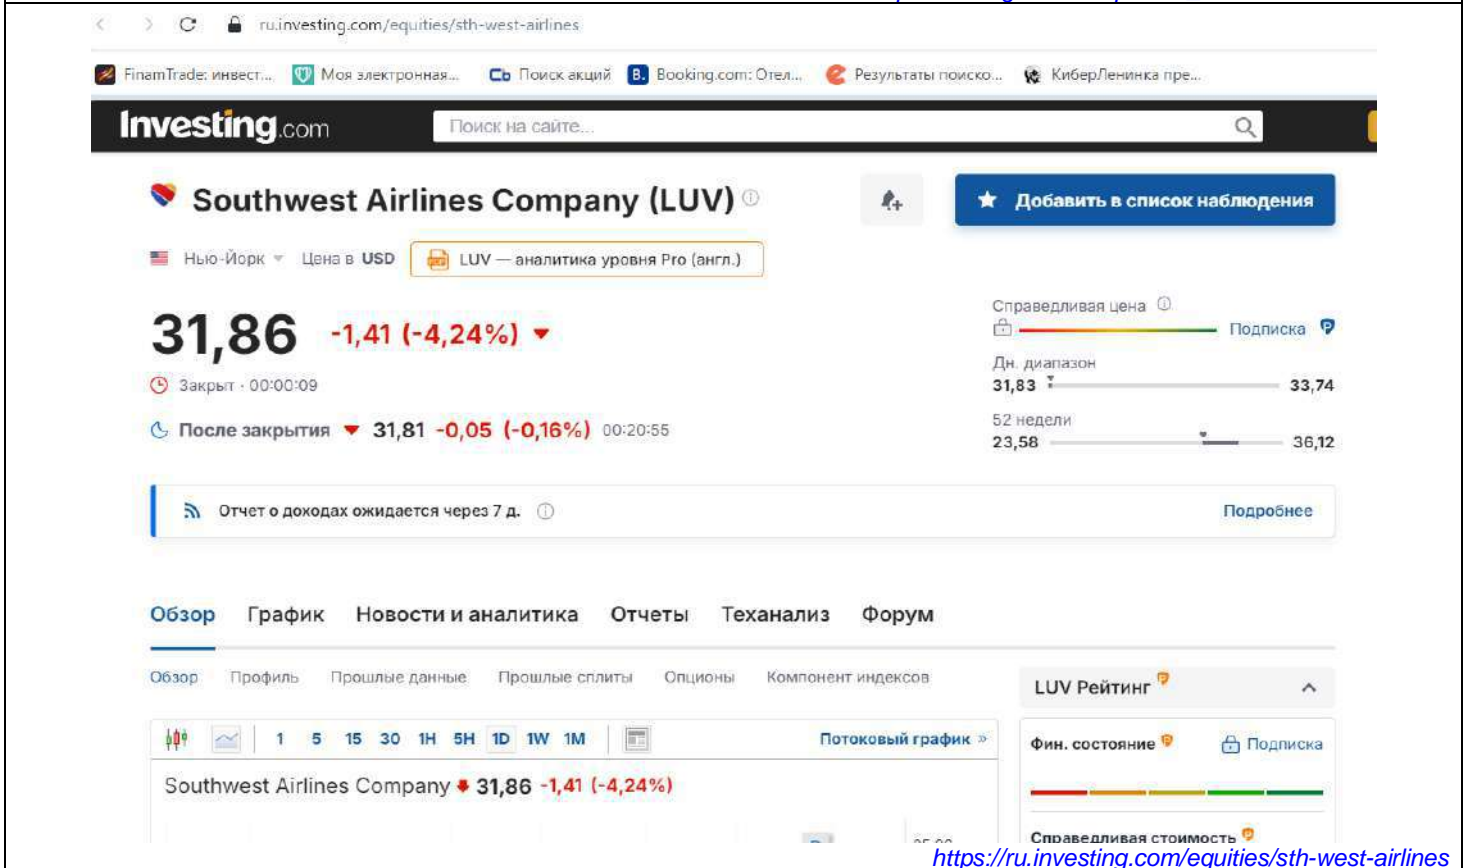 ru.investing.com/equities/sth-west-airlines
FinamTrade: инвест... Моя электронная... Сь Поиск акций B. Booking.com: Отел... Результаты поиско... КиберЛенинка пре...
Investing.com Поиск на сайте...
Southwest Airlines Company (LUV)
Добавить в список наблюдения
Нью-Йорк Цена в USD LUV — аналитика уровня Pro (англ.)
31,86 -1,41 (-4,24%)
Справедливая цена
Подписка
Закрыт · 00:00:09
Дн. диапазон
31,83 33,74
После закрытия 31,81 -0,05 (-0,16%) 00:20:55
52 недели
23,58 36,12
Отчет о доходах ожидается через 7 д. Подробнее
Обзор График Новости и аналитика Отчеты Теханализ Форум
Обзор Профиль Прошлые данные Прошлые сплиты Опционы Компонент индексов
LUV Рейтинг
1 5 15 30 1H 5H 1D 1W 1M Потоковый график »
Фин. состояние Подписка
Southwest Airlines Company 31,86 -1,41 (-4,24%)
Справедливая стоимость
https://ru.investing.com/equities/sth-west-airlines